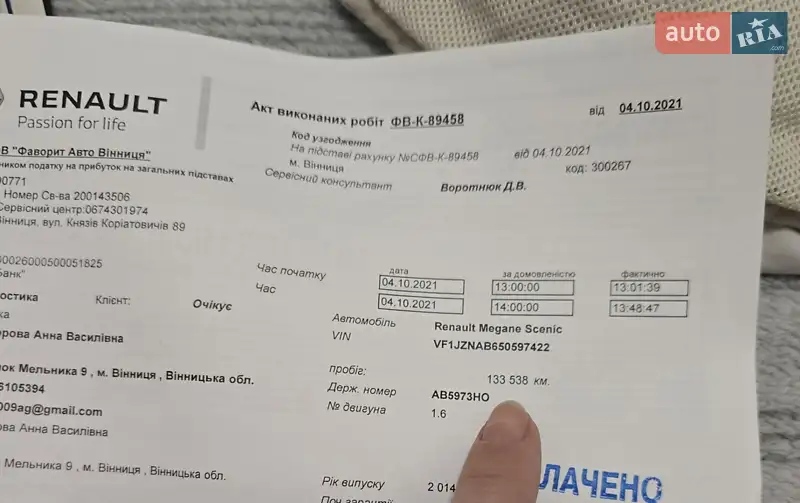 auto RIA .com
RENAULT
Passion for life
Акт виконаних робіт ФВ-К-89458 від 04.10.2021
Код узгодження
На підставі рахунку №СФВ-К-89458 від 04.10.2021
м. Вінниця код: 300267
Сервісний консультант Воротнюк Д.В.
В "Фаворит Авто Вінниця"
ником податку на прибуток на загальних підставах
00771
Номер Св-ва 200143506
Сервісний центр:0674301974
Вінниця, вул. Князів Коріатовичів 89
00026000500051825
Банк"
Час початку
Час
дата за домовленістю фактично
04.10.2021 13:00:00 13:01:39
04.10.2021 14:00:00 13:48:47
остика Клієнт: Очікує
ка
орова Анна Василівна
Автомобіль Renault Megane Scenic
VIN VF1JZNAB650597422
пробіг: 133 538 км.
Держ. номер AB5973HO
№ двигуна 1.6
ок Мельника 9 , м. Вінниця , Вінницька обл.
6105394
009ag@gmail.com
ова Анна Василівна
Мельника 9 , м. Вінниця , Вінницька обл.
Рік випуску 2 014
ЛАЧЕНО